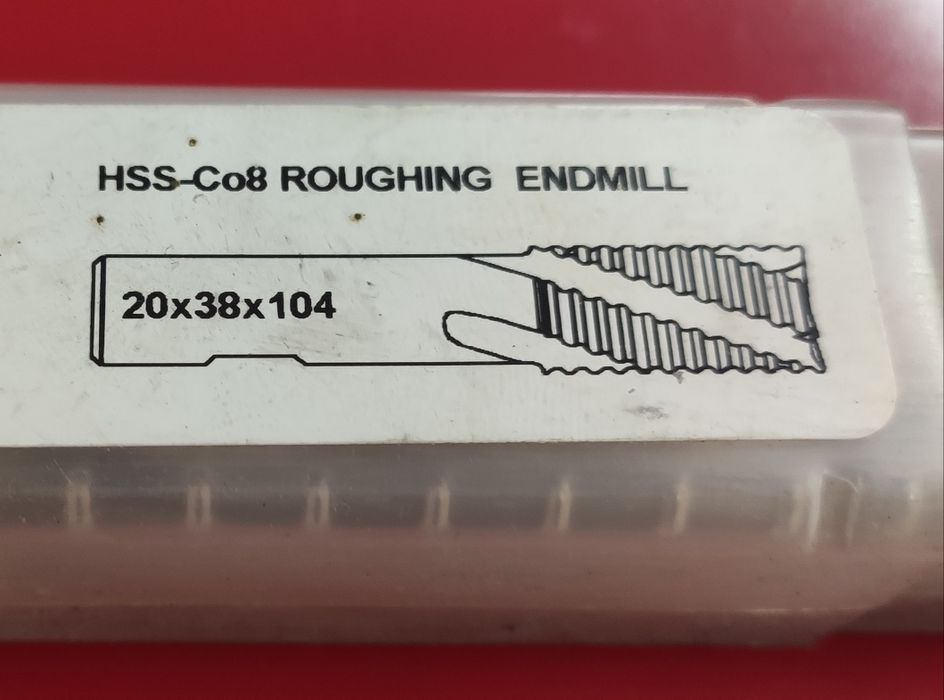 HSS-Co8 ROUGHING ENDMILL
20x38x104